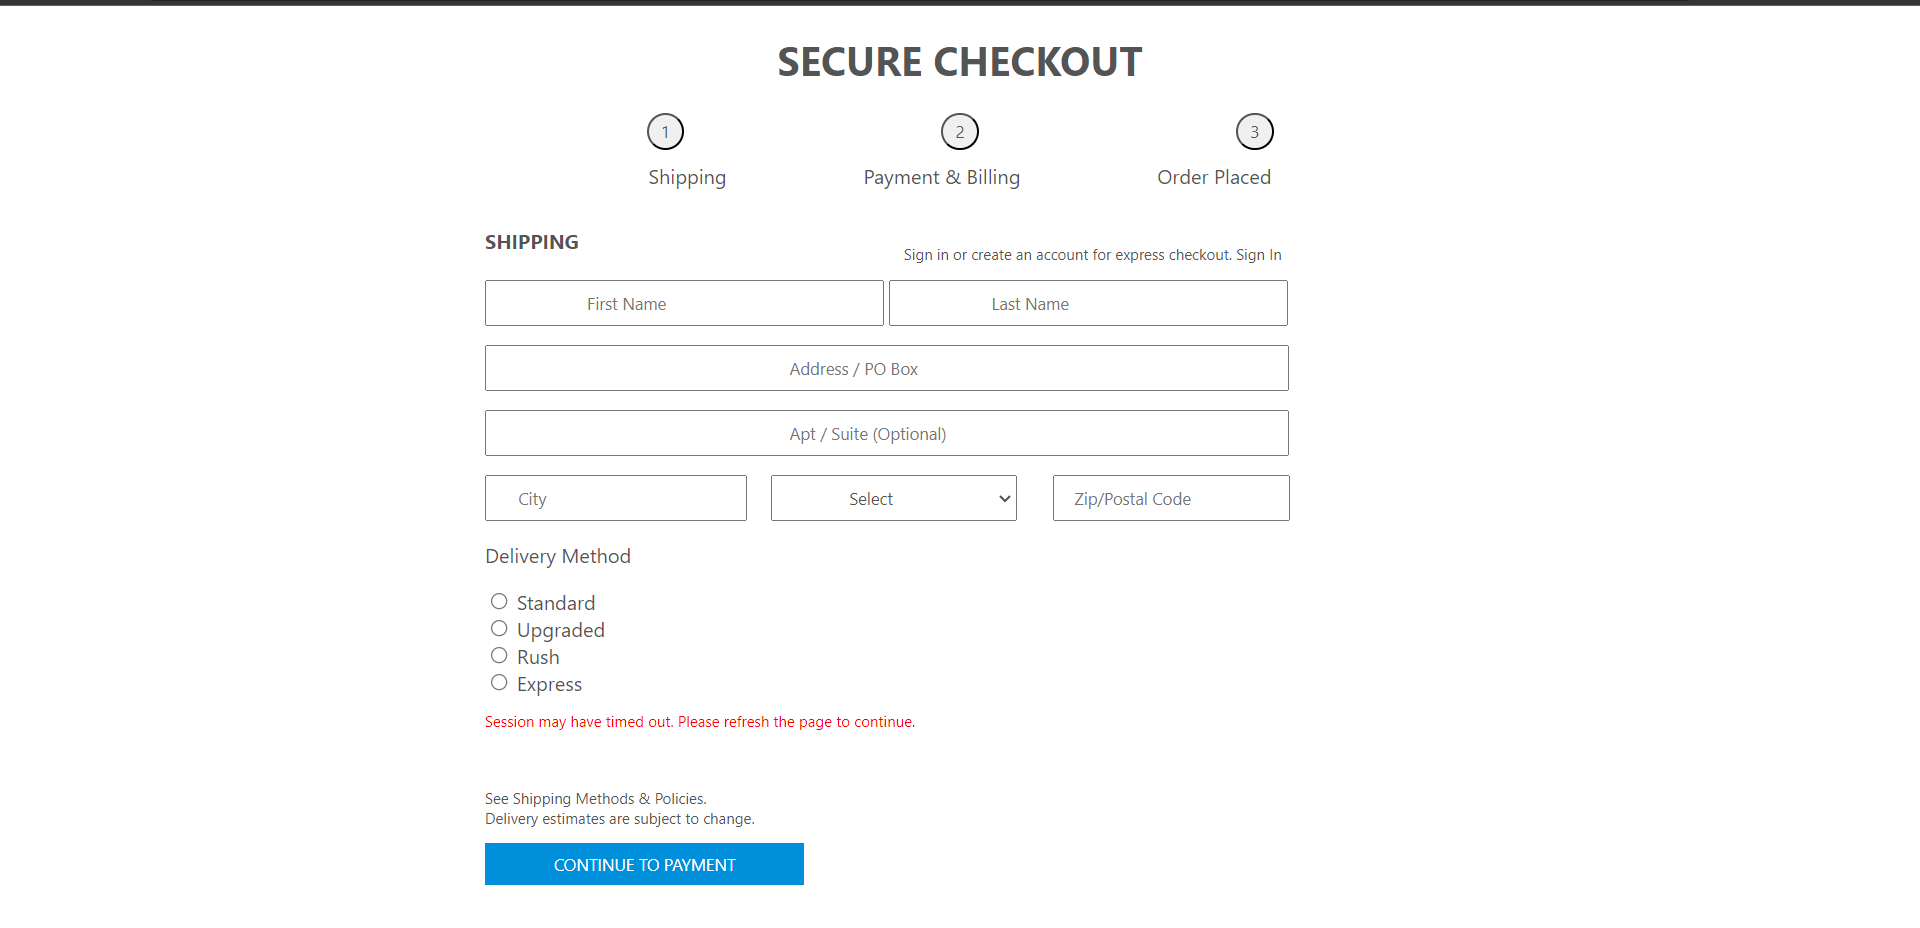 SECURE CHECKOUT
1 2 3
Shipping Payment & Billing Order Placed
SHIPPING
Sign in or create an account for express checkout. Sign In
First Name Last Name
Address / PO Box
Apt / Suite (Optional)
City Select Zip/Postal Code
Delivery Method
Standard
Upgraded
Rush
Express
Session may have timed out. Please refresh the page to continue.
See Shipping Methods & Policies.
Delivery estimates are subject to change.
CONTINUE TO PAYMENT